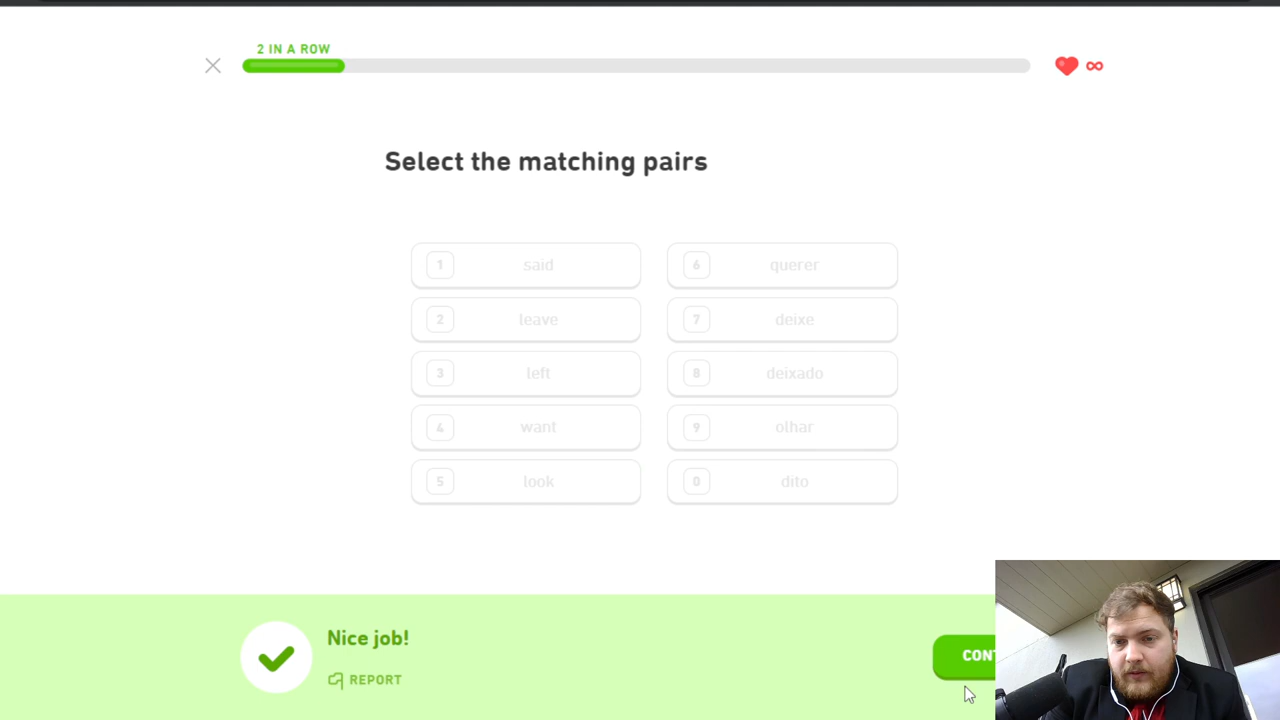 2 IN A ROW
∞
Select the matching pairs
1 said
6 querer
2 leave
7 deixe
3 left
8 deixado
4 want
9 olhar
5 look
0 dito
Nice job!
REPORT
CONT